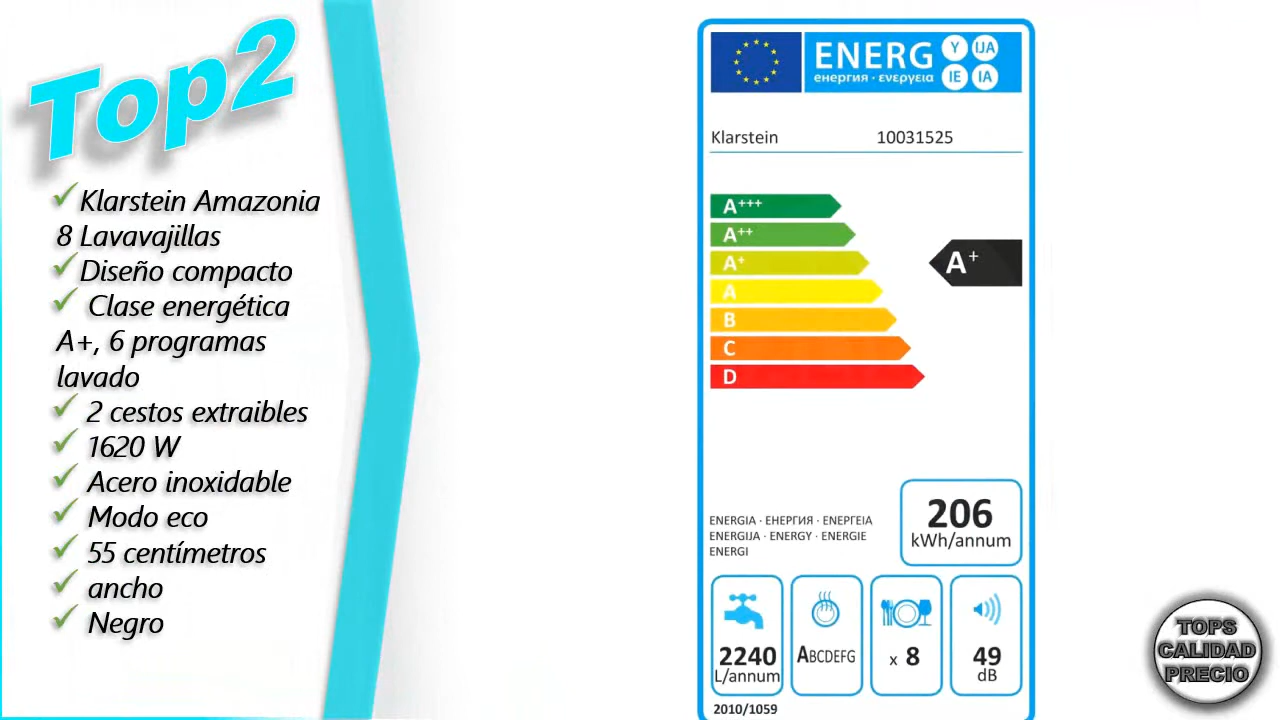 Top2
Klarstein Amazonia
8 Lavavajillas
Diseño compacto
Clase energética
A+, 6 programas
lavado
2 cestos extraibles
1620 W
Acero inoxidable
Modo eco
55 centímetros
ancho
Negro
ENERG Y IJA
енергия · ενεργεια IE IA
Klarstein 10031525
A+++
A++
A+
A
B
C
D
A+
ENERGIA · ЕНЕРГИЯ · ΕΝΕΡΓΕΙΑ
ENERGIJA · ENERGY · ENERGIE
ENERGI
206
kWh/annum
2240
L/annum
ABCDEFG
x 8
49
dB
2010/1059
TOPS
CALIDAD
PRECIO